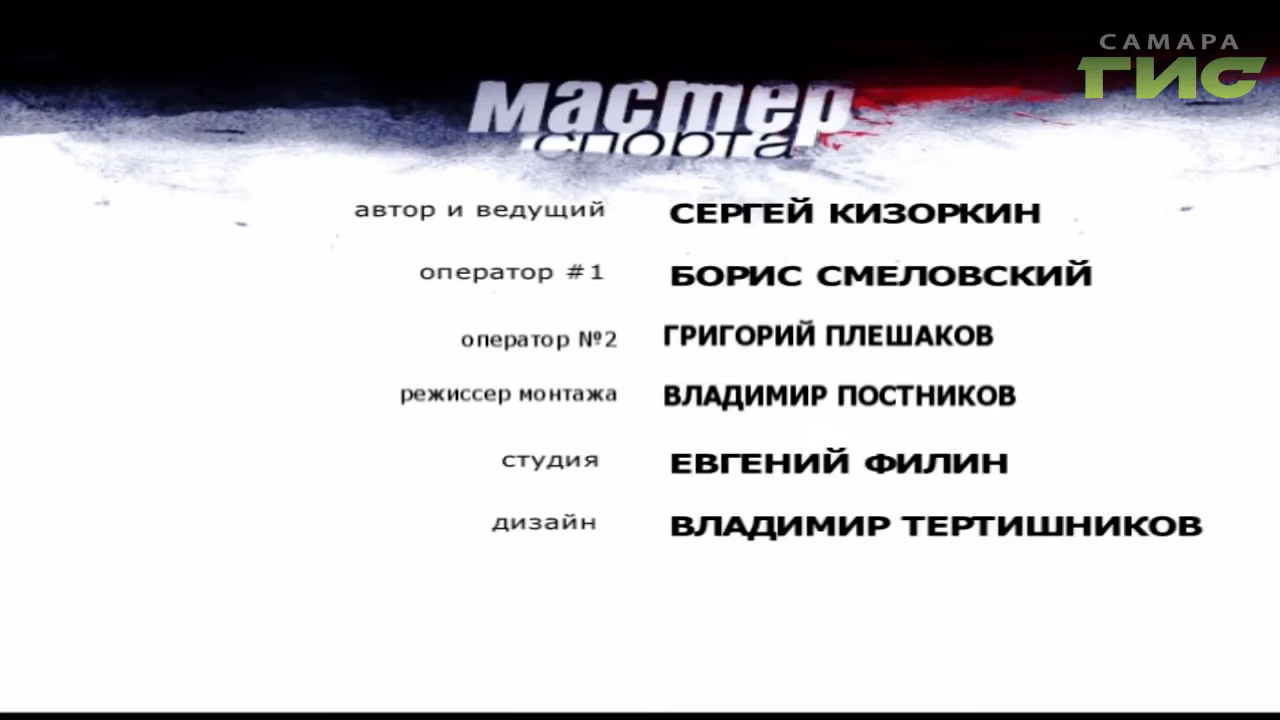 САМАРА
ГИС
мастер
спорта
автор и ведущий СЕРГЕЙ КИЗОРКИН
оператор #1 БОРИС СМЕЛОВСКИЙ
оператор №2 ГРИГОРИЙ ПЛЕШАКОВ
режиссер монтажа ВЛАДИМИР ПОСТНИКОВ
студия ЕВГЕНИЙ ФИЛИН
дизайн ВЛАДИМИР ТЕРТИШНИКОВ